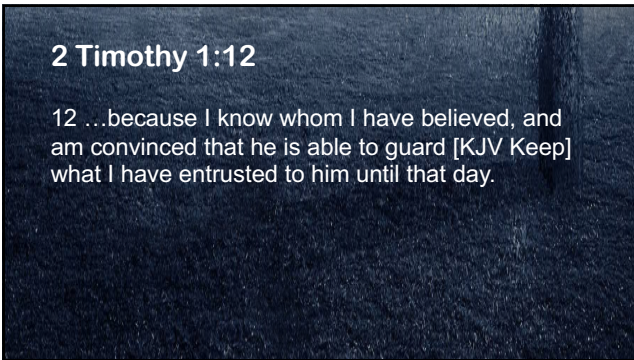 2 Timothy 1:12
12 …because I know whom I have believed, and
am convinced that he is able to guard [KJV Keep]
what I have entrusted to him until that day.